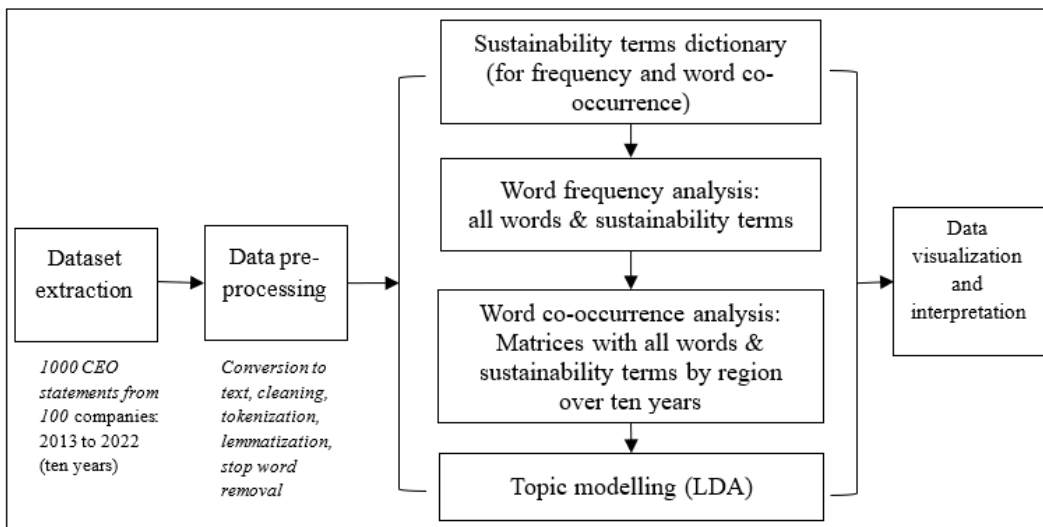 Dataset
extraction
1000 CEO
statements from
100 companies:
2013 to 2022
(ten years)
Data pre-
processing
Conversion to
text, cleaning,
tokenization,
lemmatization,
stop word
removal
Sustainability terms dictionary
(for frequency and word co-
occurrence)
Word frequency analysis:
all words & sustainability terms
Word co-occurrence analysis:
Matrices with all words &
sustainability terms by region
over ten years
Topic modelling (LDA)
Data
visualization
and
interpretation